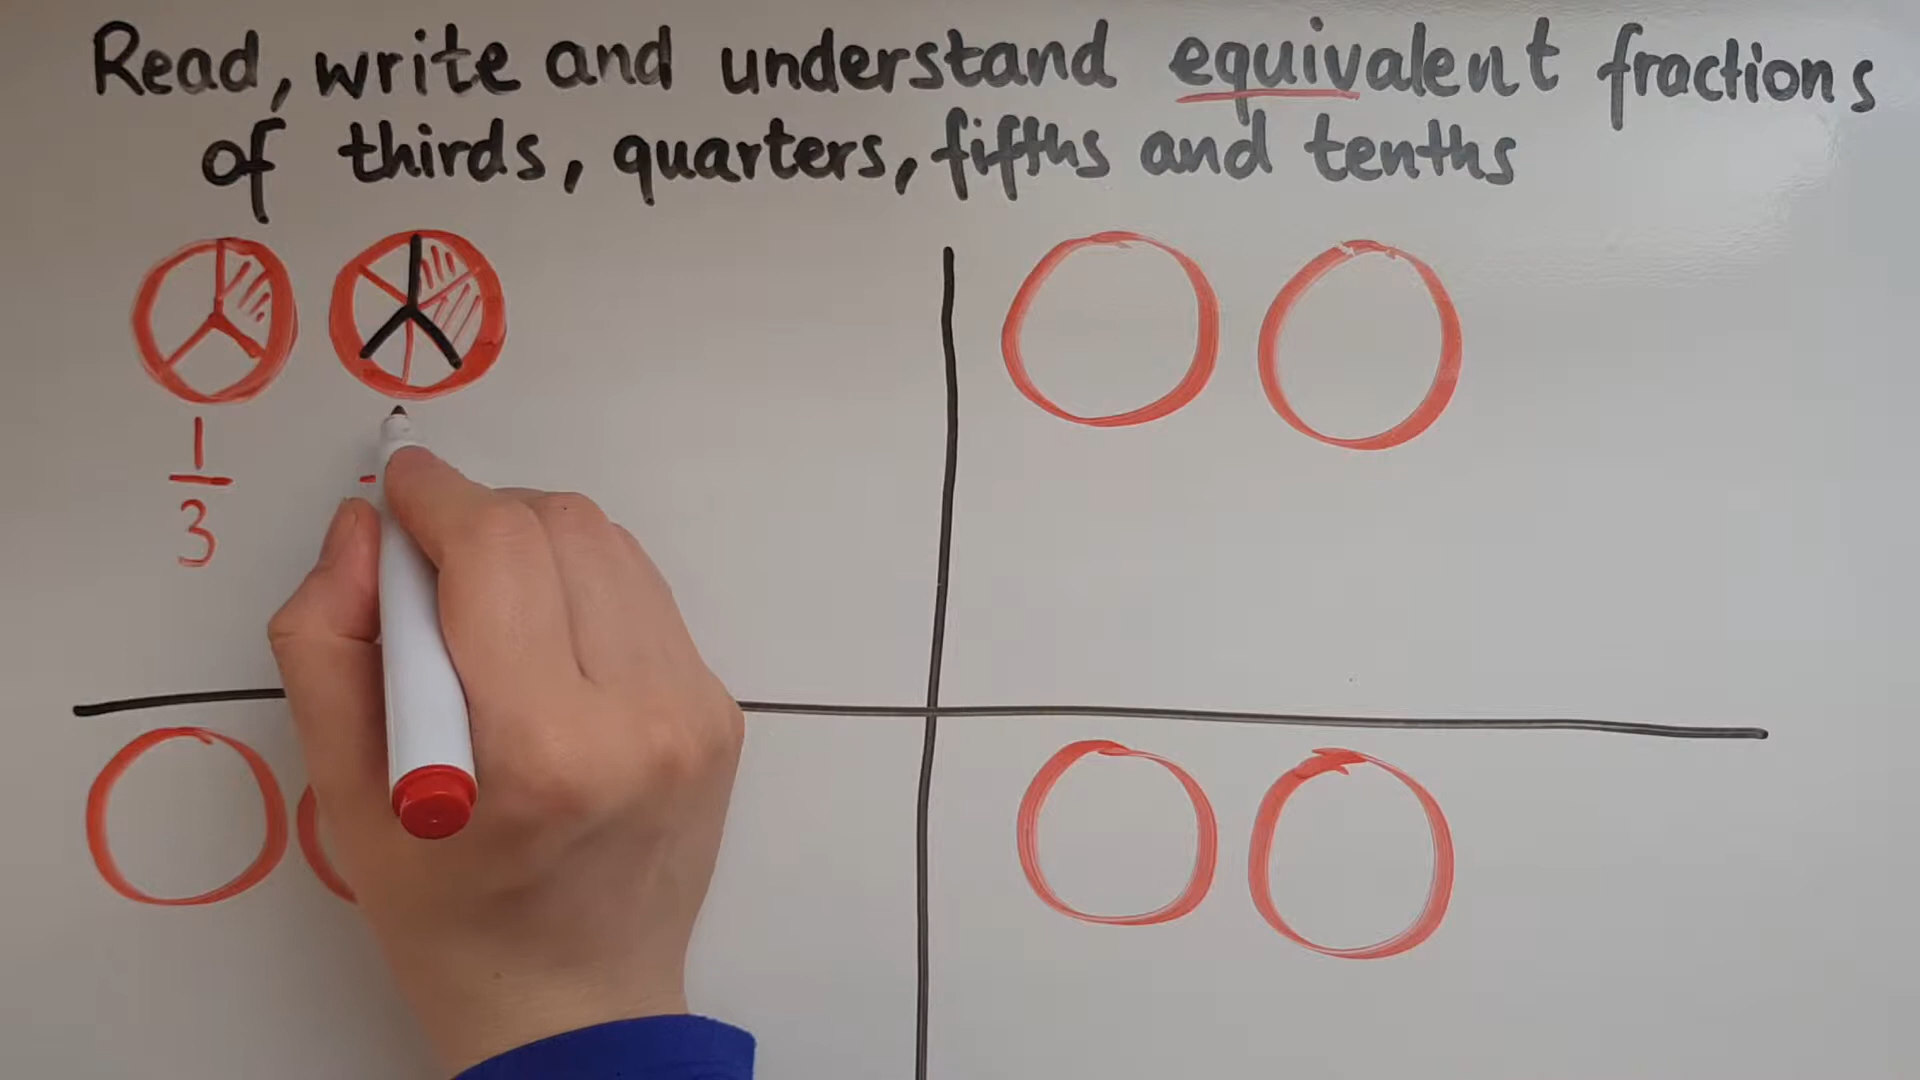 Read, write and understand equivalent fractions
of thirds, quarters, fifths and tenths
1
3